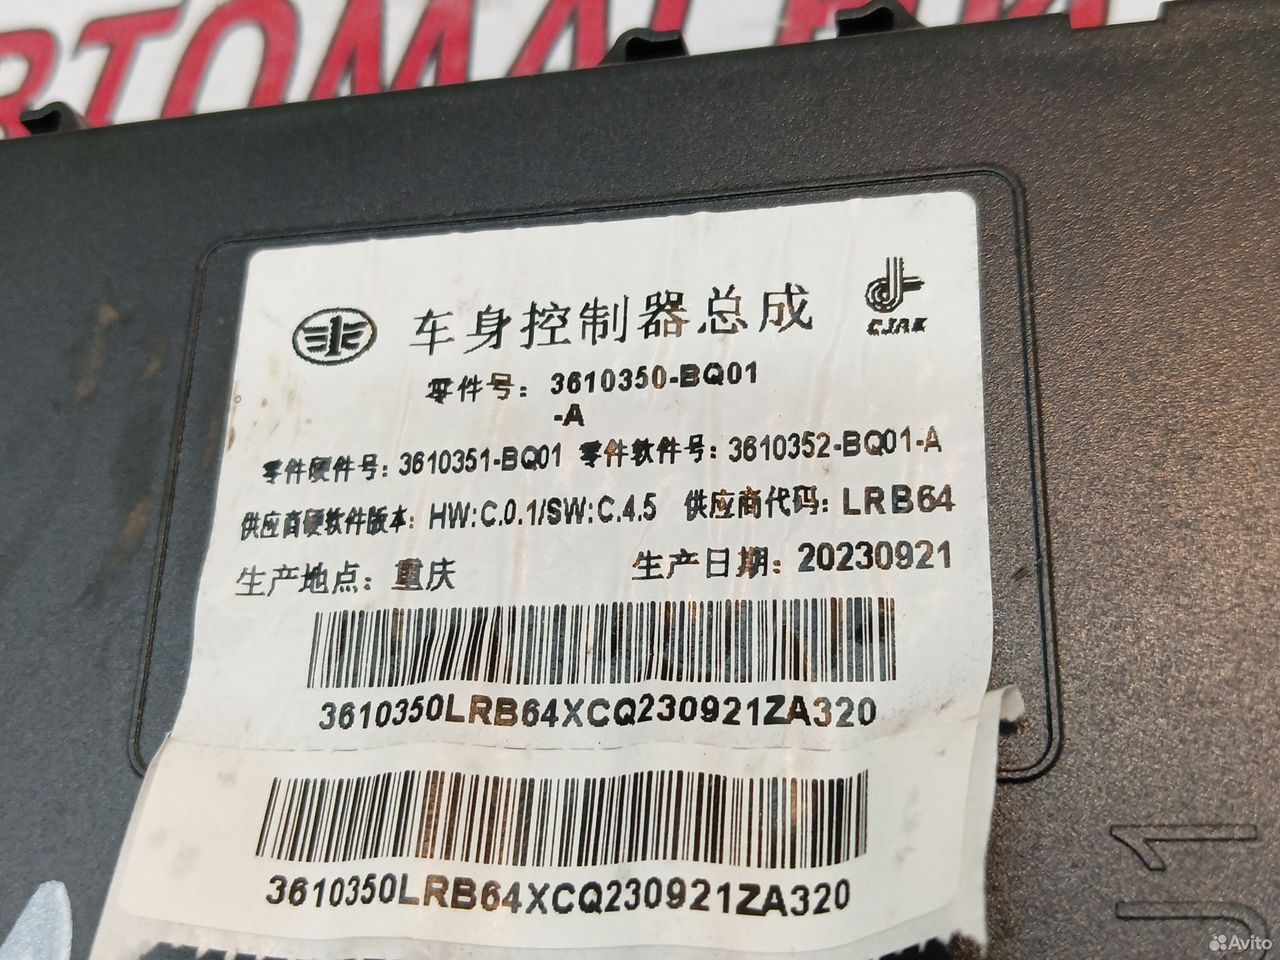 車身控制器总成
CJAE
零件号：3610350-BQ01
-A
零件硬件号：3610351-BQ01 零件软件号：3610352-BQ01-A
供应商硬软件版本：HW:C.0.1/SW:C.4.5 供应商代码：LRB64
生产地点：重庆 生产日期：20230921
3610350LRB64XCQ230921ZA320
3610350LRB64XCQ230921ZA320
J1
Avito